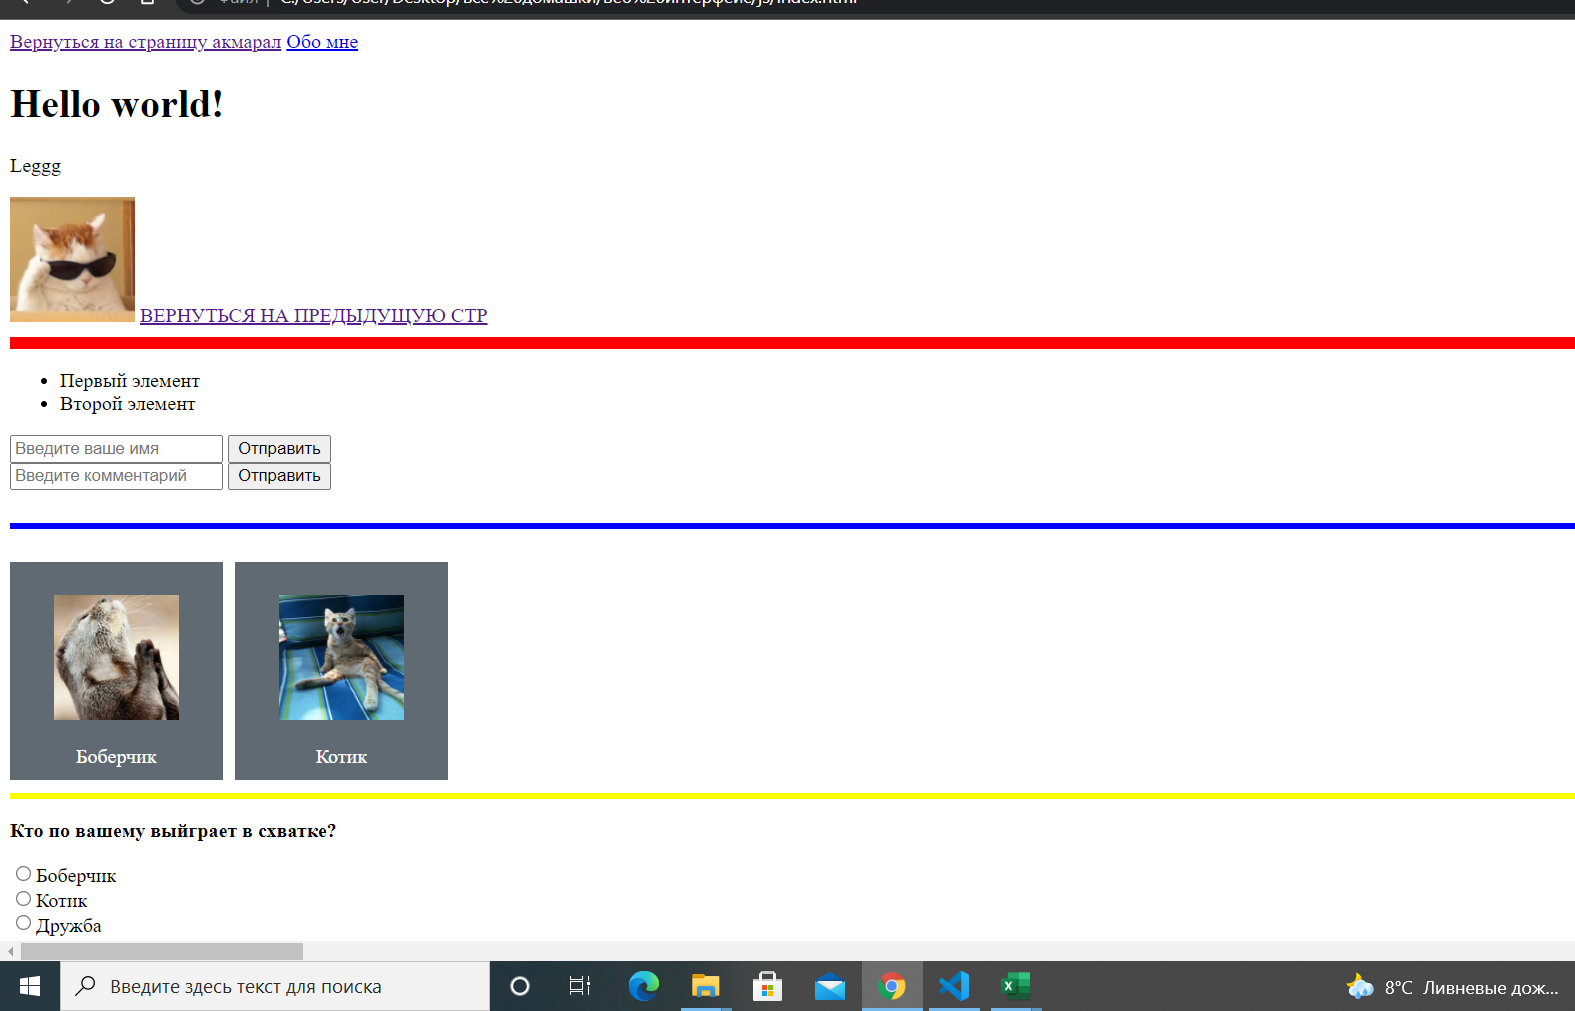 Вернуться на страницу акмарал Обо мне
Hello world!
Leggg
ВЕРНУТЬСЯ НА ПРЕДЫДУЩУЮ СТР
Первый элемент
Второй элемент
Введите ваше имя Отправить
Введите комментарий Отправить
Боберчик Котик
Кто по вашему выйграет в схватке?
Боберчик
Котик
Дружба
Введите здесь текст для поиска 8°C Ливневые дож...